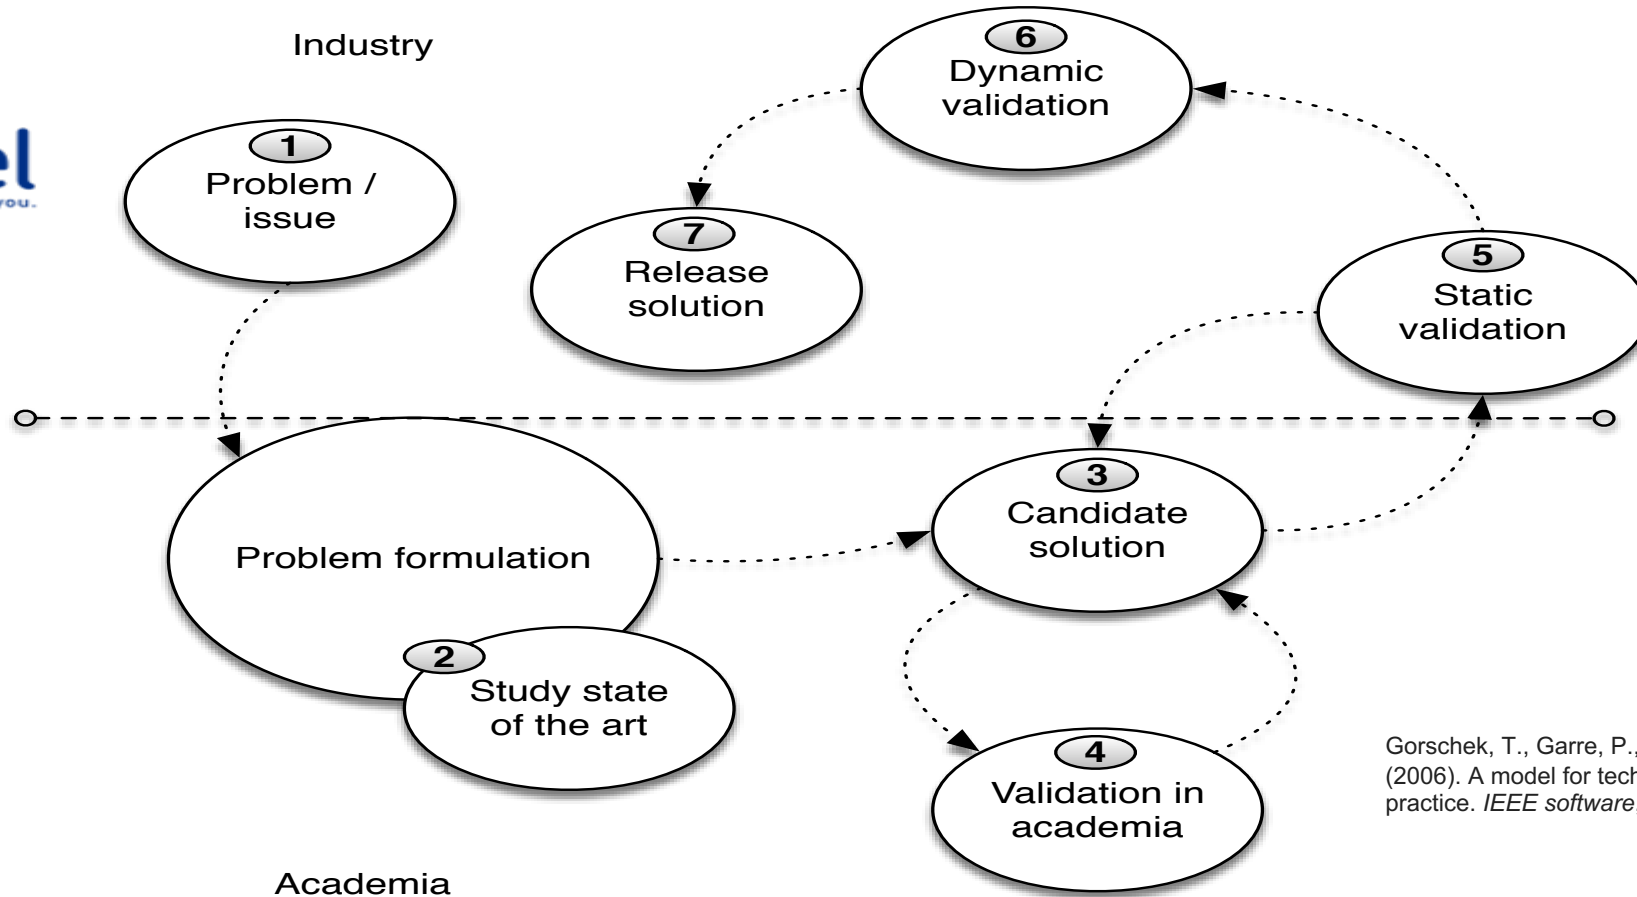 Industry
6
Dynamic
validation
1
Problem /
issue
you.
7
Release
solution
5
Static
validation
3
Candidate
solution
Problem formulation
2
Study state
of the art
4
Validation in
academia
Gorschek, T., Garre, P.,
(2006). A model for tech
practice. IEEE software
Academia